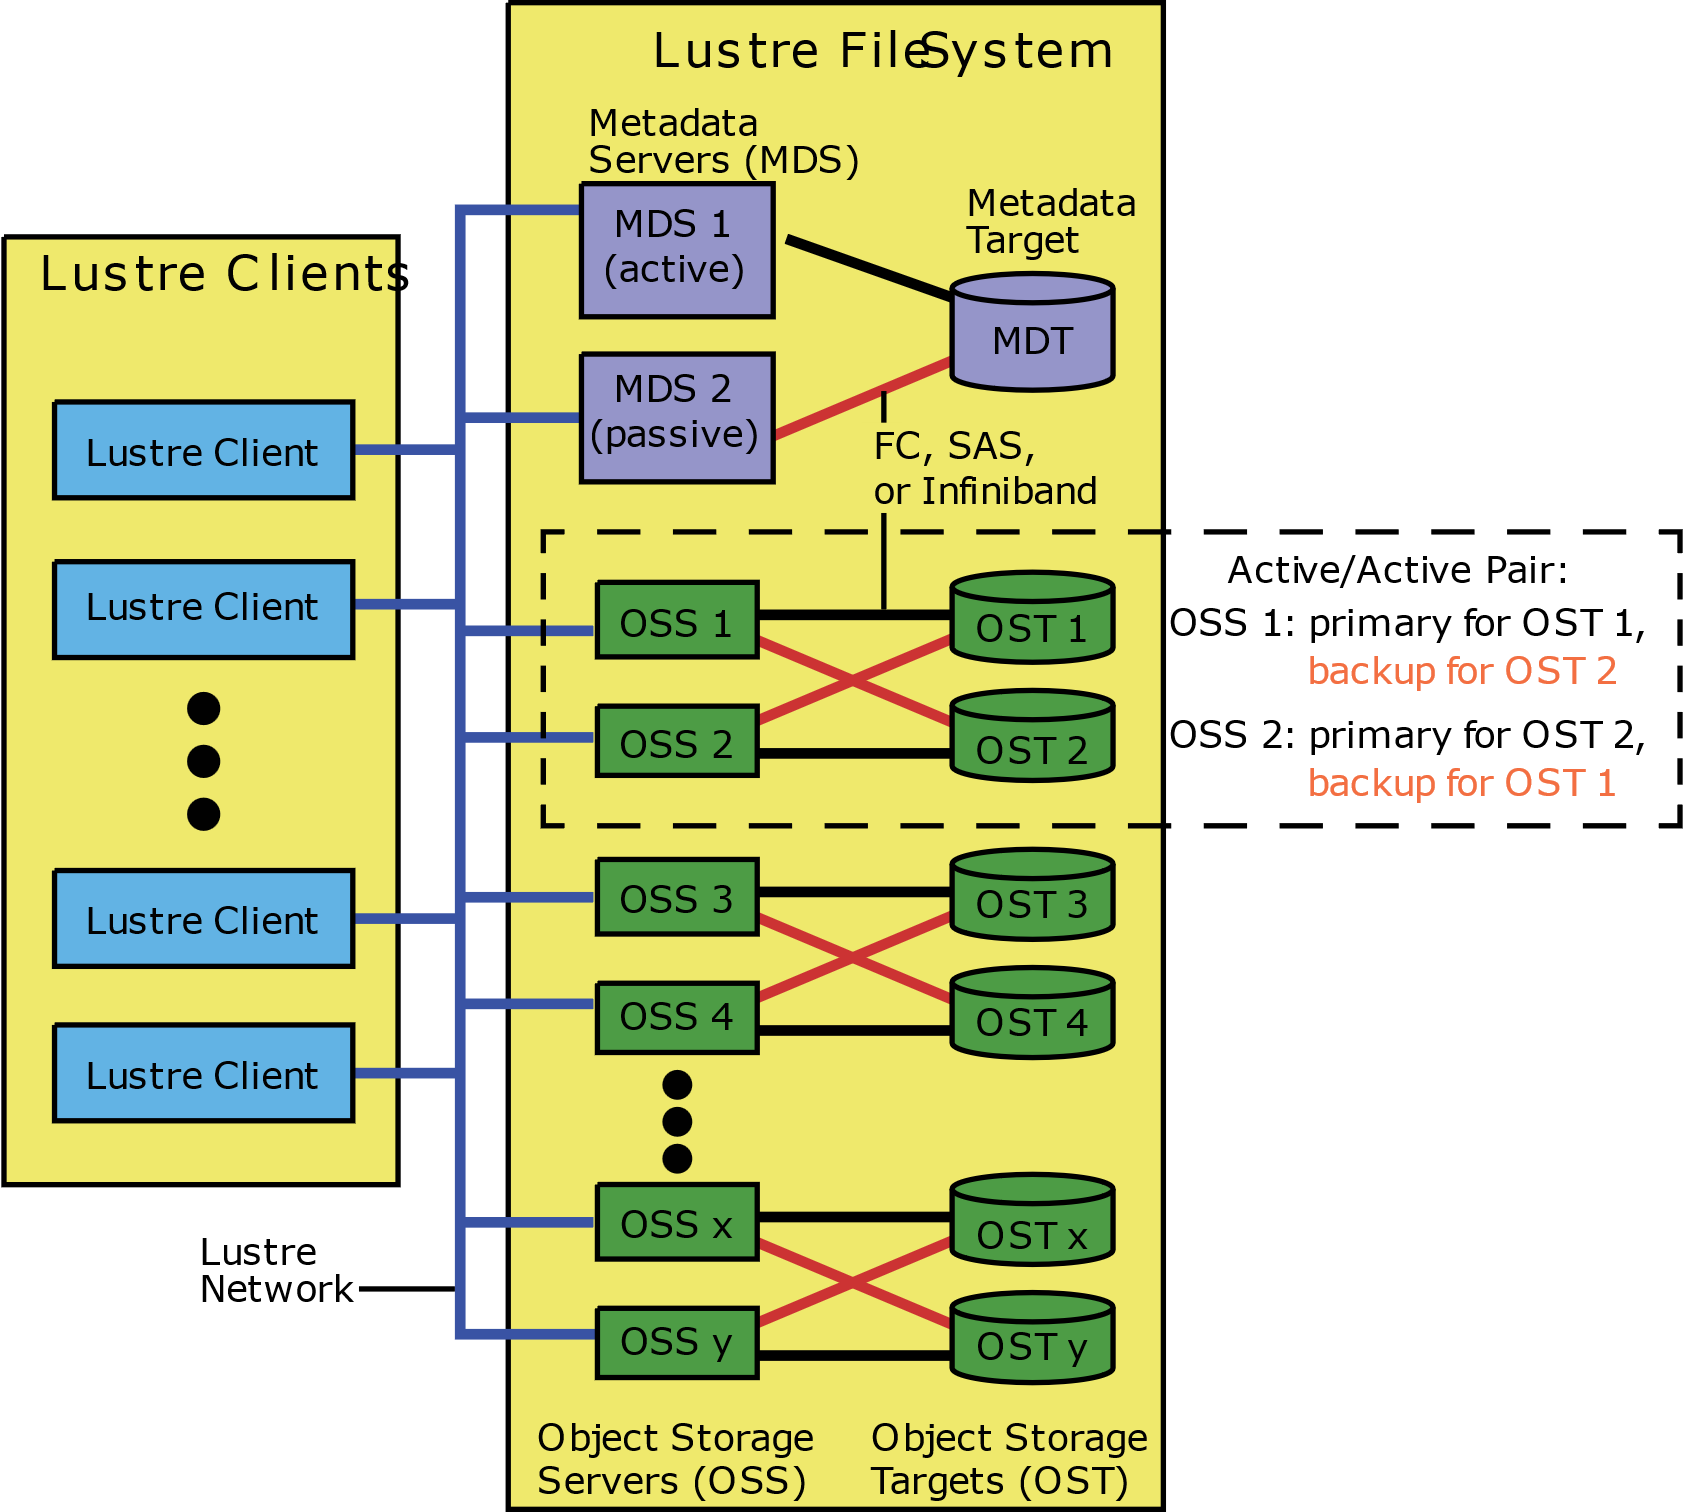 Lustre File System
Metadata
Servers (MDS)
Metadata
Target
MDS 1
(active)
MDT
MDS 2
(passive)
FC, SAS,
or Infiniband
Lustre Clients
Lustre Client
Lustre Client
Lustre Client
Lustre Client
Lustre
Network
OSS 1
OST 1
OSS 2
OST 2
Active/Active Pair:
OSS 1: primary for OST 1,
backup for OST 2
OSS 2: primary for OST 2,
backup for OST 1
OSS 3
OST 3
OSS 4
OST 4
OSS x
OST x
OSS y
OST y
Object Storage
Servers (OSS)
Object Storage
Targets (OST)